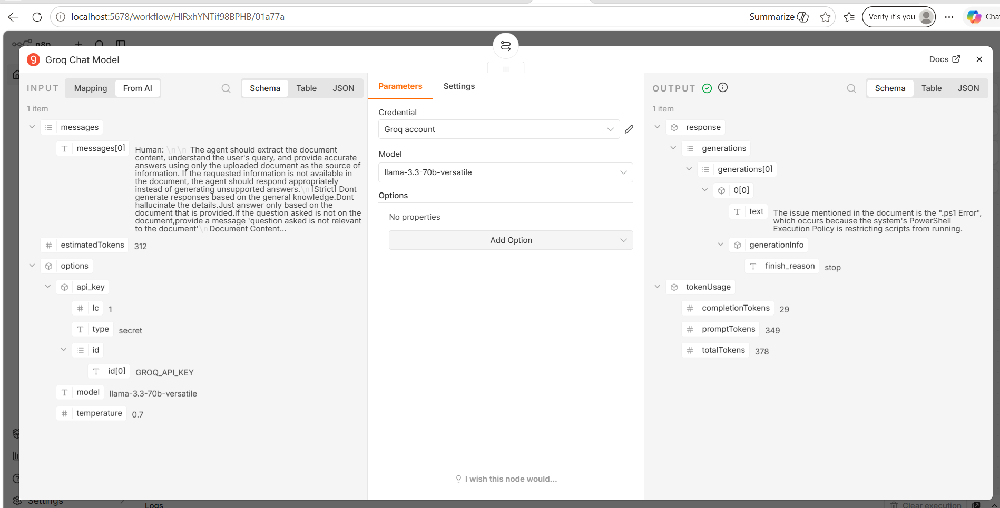 localhost:5678/workflow/HlRxhYNTif98BPHB/01a77a
Summarize
Verify it's you
n8n
Groq Chat Model
Docs
INPUT
Mapping
From AI
Schema
Table
JSON
1 item
messages
messages[0]
Human: \n\n The agent should extract the document
content, understand the user's query, and provide accurate
answers using only the uploaded document as the source of
information. If the requested information is not available in
the document, the agent should respond appropriately
instead of generating unsupported answers.\n[Strict] Dont
generate responses based on the general knowledge.Dont
hallucinate the details.Just answer only based on the
document that is provided.If the question asked is not on the
document,provide a message 'question asked is not relevant
to the document'\nDocument Content...
estimatedTokens 312
options
api_key
lc 1
type secret
id
id[0] GROQ_API_KEY
model llama-3.3-70b-versatile
temperature 0.7
Parameters
Settings
Credential
Groq account
Model
llama-3.3-70b-versatile
Options
No properties
Add Option
I wish this node would...
OUTPUT
Schema
Table
JSON
1 item
response
generations
generations[0]
0[0]
text
The issue mentioned in the document is the ".ps1 Error",
which occurs because the system's PowerShell
Execution Policy is restricting scripts from running.
generationInfo
finish_reason stop
tokenUsage
completionTokens 29
promptTokens 349
totalTokens 378
Settings
Logs
Clear execution